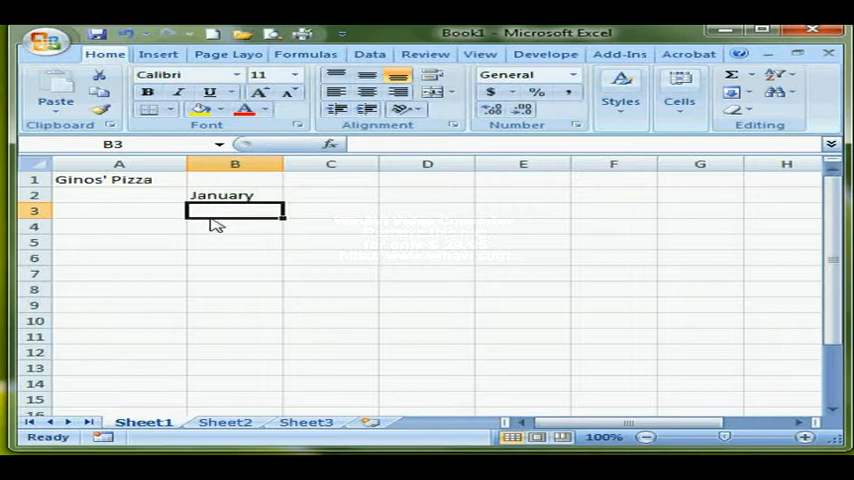 Book1 - Microsoft Excel
Home Insert Page Layo Formulas Data Review View Develope Add-Ins Acrobat
Calibri 11 General Σ
Paste B I U A A A $ % , Styles Cells
Clipboard Font Alignment Number Editing
B3 fx
A B C D E F G H
1 Ginos' Pizza
2 January
3
4
5
6
7
8
9
10
11
12
13
14
15
16
Sheet1 Sheet2 Sheet3
Ready 100%